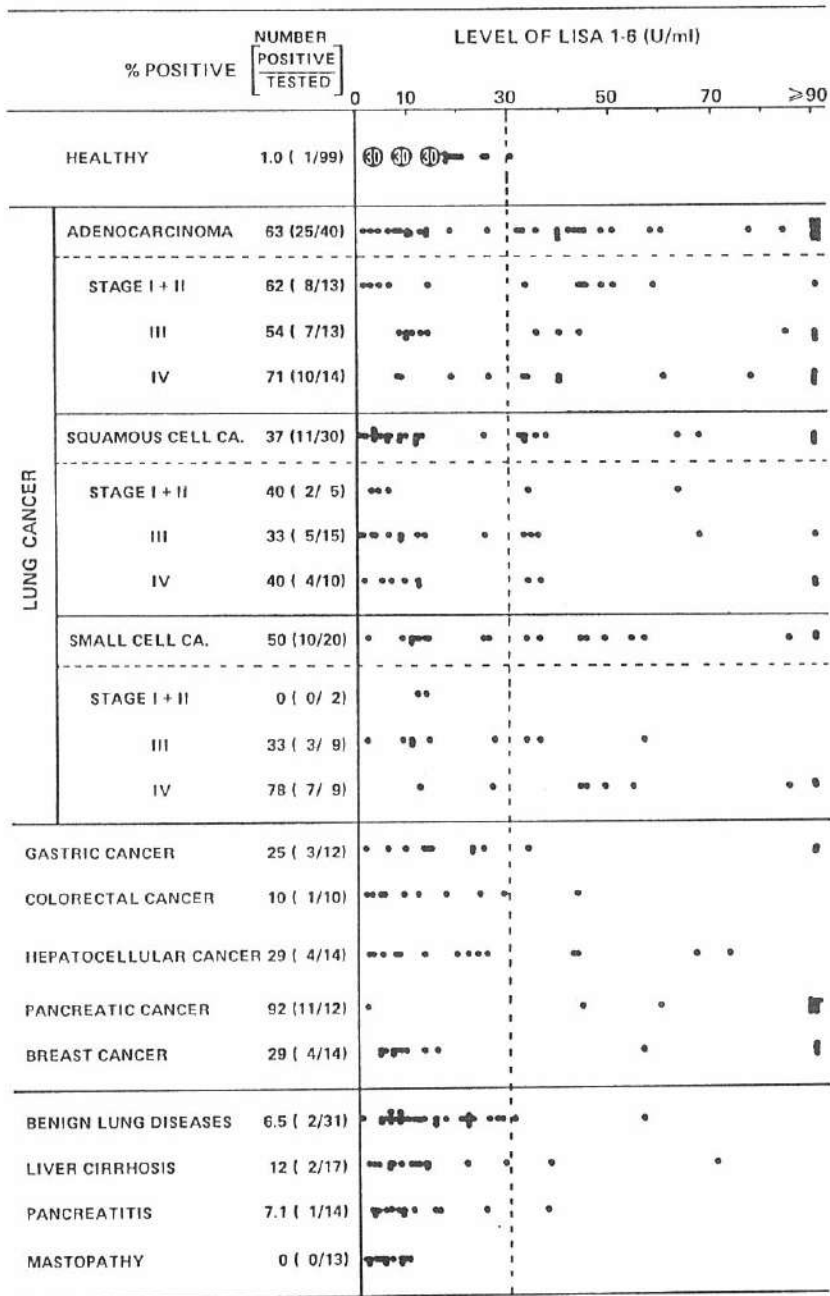 % POSITIVE
NUMBER
POSITIVE
TESTED
LEVEL OF LISA 1-6 (U/ml)
0 10 30 50 70 ⩾90
HEALTHY 1.0 ( 1/99) 30 30 30
LUNG CANCER
ADENOCARCINOMA 63 (25/40)
STAGE I + II 62 ( 8/13)
III 54 ( 7/13)
IV 71 (10/14)
SQUAMOUS CELL CA. 37 (11/30)
STAGE I + II 40 ( 2/ 5)
III 33 ( 5/15)
IV 40 ( 4/10)
SMALL CELL CA. 50 (10/20)
STAGE I + II 0 ( 0/ 2)
III 33 ( 3/ 9)
IV 78 ( 7/ 9)
GASTRIC CANCER 25 ( 3/12)
COLORECTAL CANCER 10 ( 1/10)
HEPATOCELLULAR CANCER 29 ( 4/14)
PANCREATIC CANCER 92 (11/12)
BREAST CANCER 29 ( 4/14)
BENIGN LUNG DISEASES 6.5 ( 2/31)
LIVER CIRRHOSIS 12 ( 2/17)
PANCREATITIS 7.1 ( 1/14)
MASTOPATHY 0 ( 0/13)